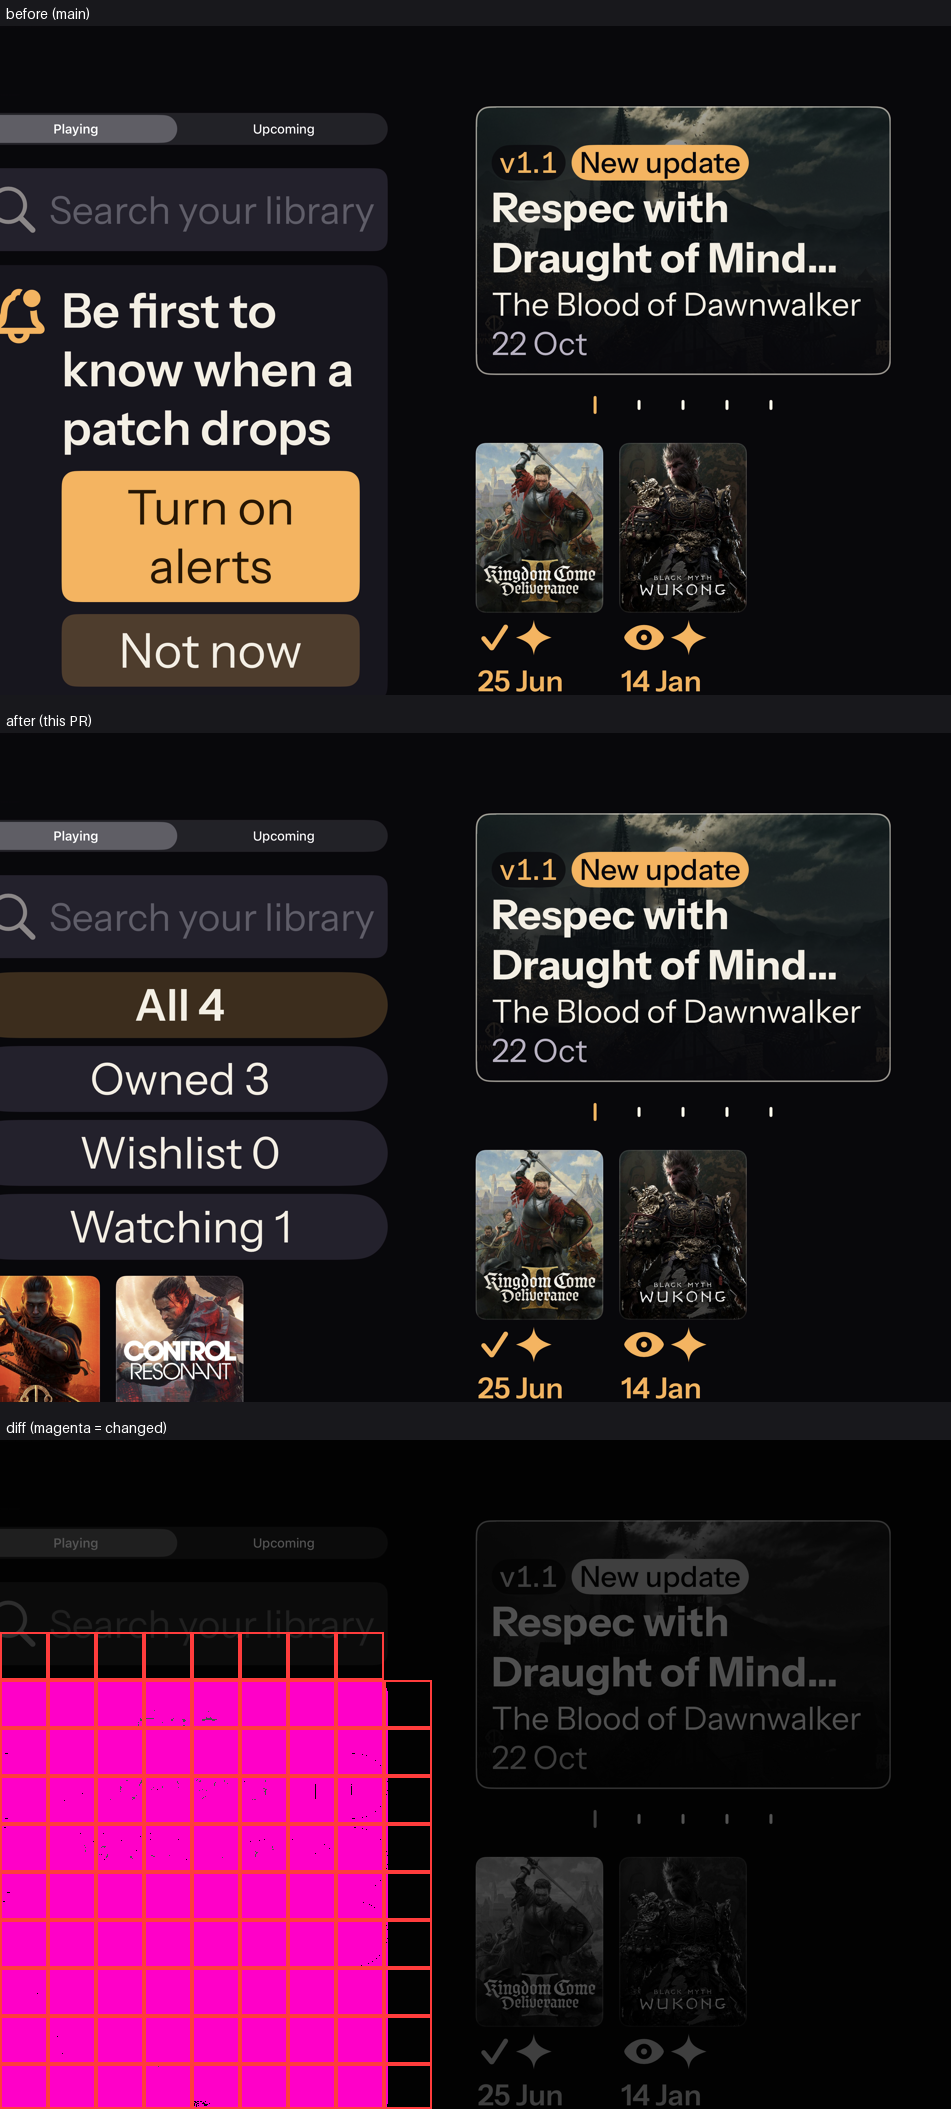 before (main)
Playing
Upcoming
Search your library
Be first to
know when a
patch drops
Turn on
alerts
Not now
v1.1
New update
Respec with
Draught of Mind...
The Blood of Dawnwalker
22 Oct
Kingdom Come
Deliverance
II
BLACK MYTH
WUKONG
25 Jun
14 Jan
after (this PR)
Playing
Upcoming
Search your library
All 4
Owned 3
Wishlist 0
Watching 1
CONTROL
RESONANT
v1.1
New update
Respec with
Draught of Mind...
The Blood of Dawnwalker
22 Oct
Kingdom Come
Deliverance
II
BLACK MYTH
WUKONG
25 Jun
14 Jan
diff (magenta = changed)
Playing
Upcoming
Search your library
v1.1
New update
Respec with
Draught of Mind...
The Blood of Dawnwalker
22 Oct
Kingdom Come
Deliverance
II
BLACK MYTH
WUKONG
25 Jun
14 Jan